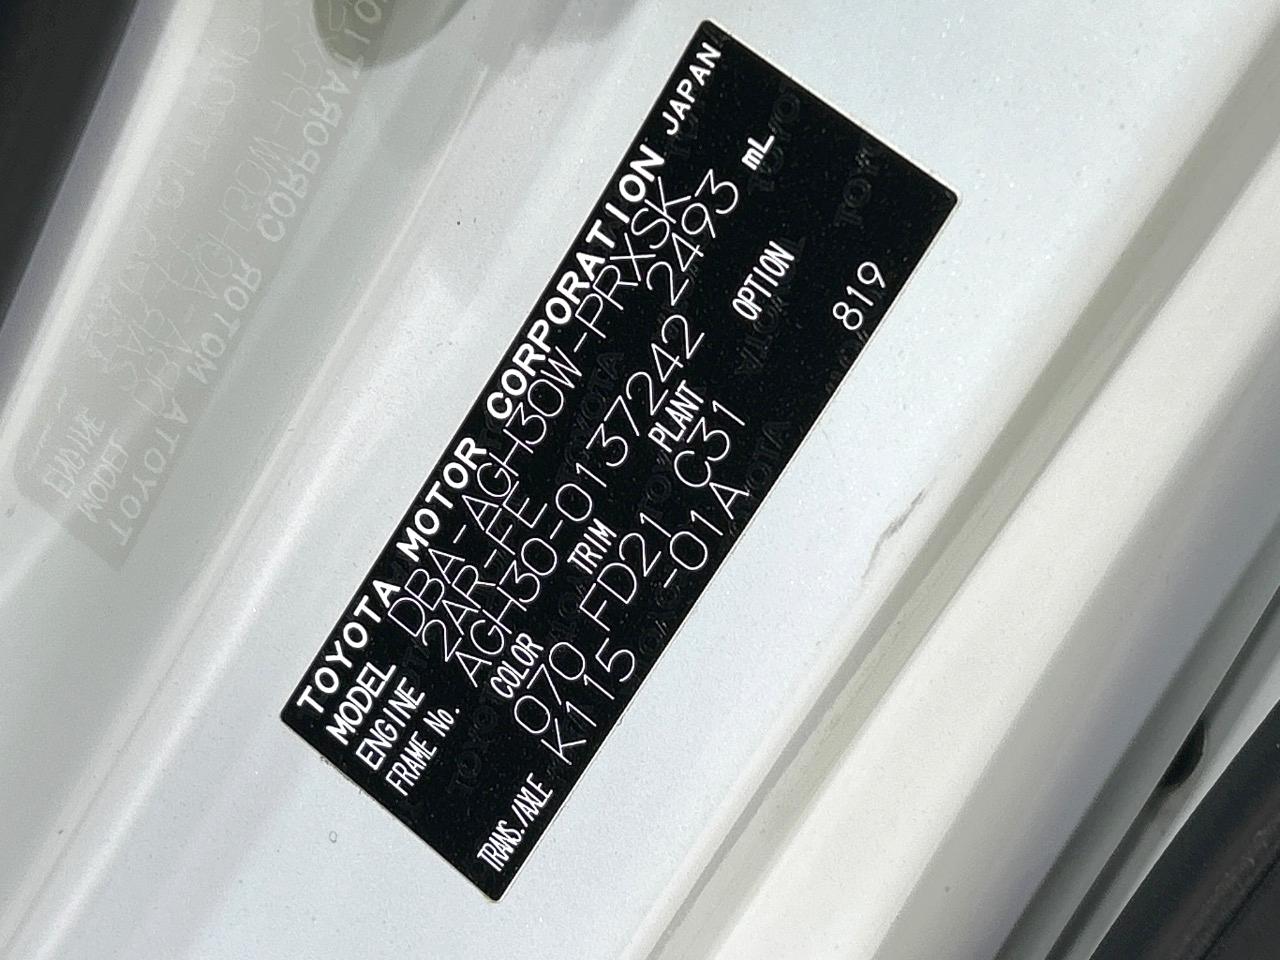 TOYOTA MOTOR CORPORATION JAPAN
MODEL DBA-AGH30W-PRXSK
ENGINE 2AR-FE 2493 mL
FRAME No. AGH30-0137242
COLOR TRIM PLANT OPTION
070 FD21 C31 819
TRANS./AXLE K115 -01A